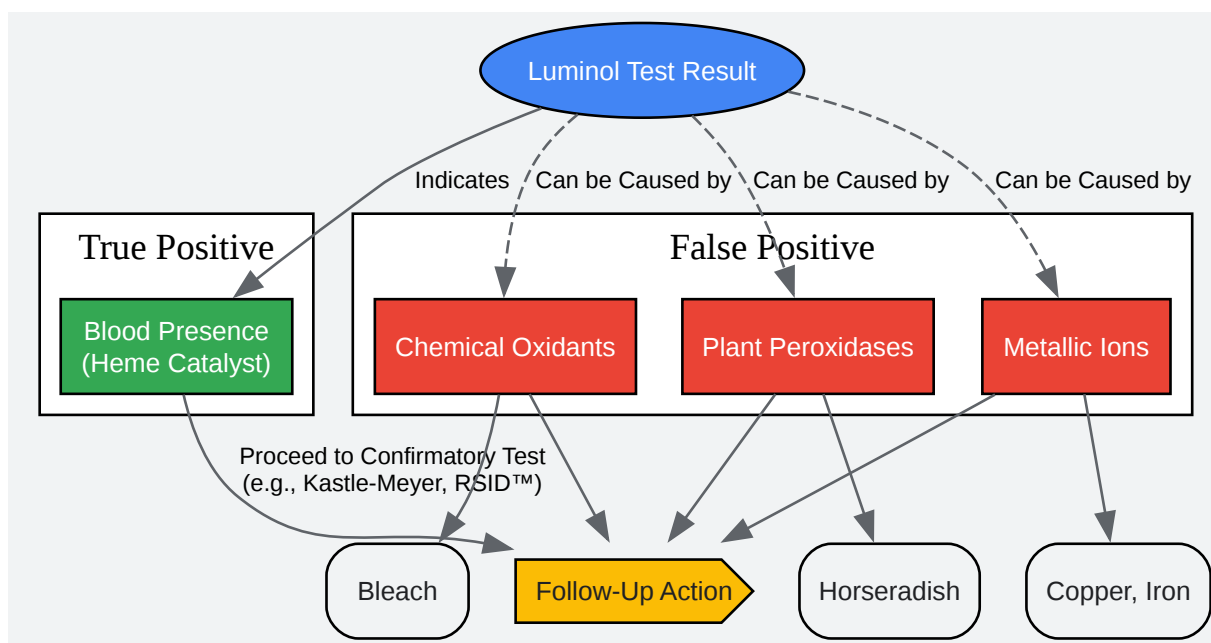 Luminol Test Result
Indicates
Can be Caused by
Can be Caused by
Can be Caused by
True Positive
False Positive
Blood Presence
(Heme Catalyst)
Chemical Oxidants
Plant Peroxidases
Metallic Ions
Proceed to Confirmatory Test
(e.g., Kastle-Meyer, RSID™)
Bleach
Follow-Up Action
Horseradish
Copper, Iron